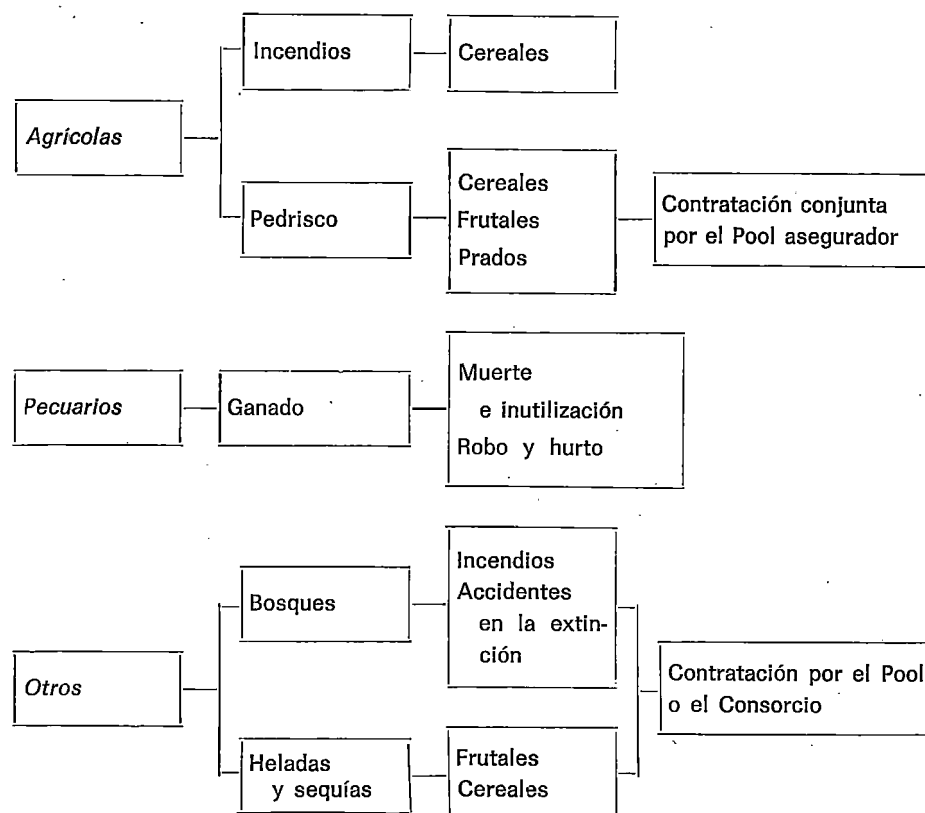 Incendios
Cereales
Agrícolas
Pedrisco
Cereales
Frutales
Prados
Contratación conjunta
por el Pool asegurador
Pecuarios
Ganado
Muerte
e inutilización
Robo y hurto
Otros
Bosques
Incendios
Accidentes
en la extin-
ción
Heladas
y sequías
Frutales
Cereales
Contratación por el Pool
o el Consorcio